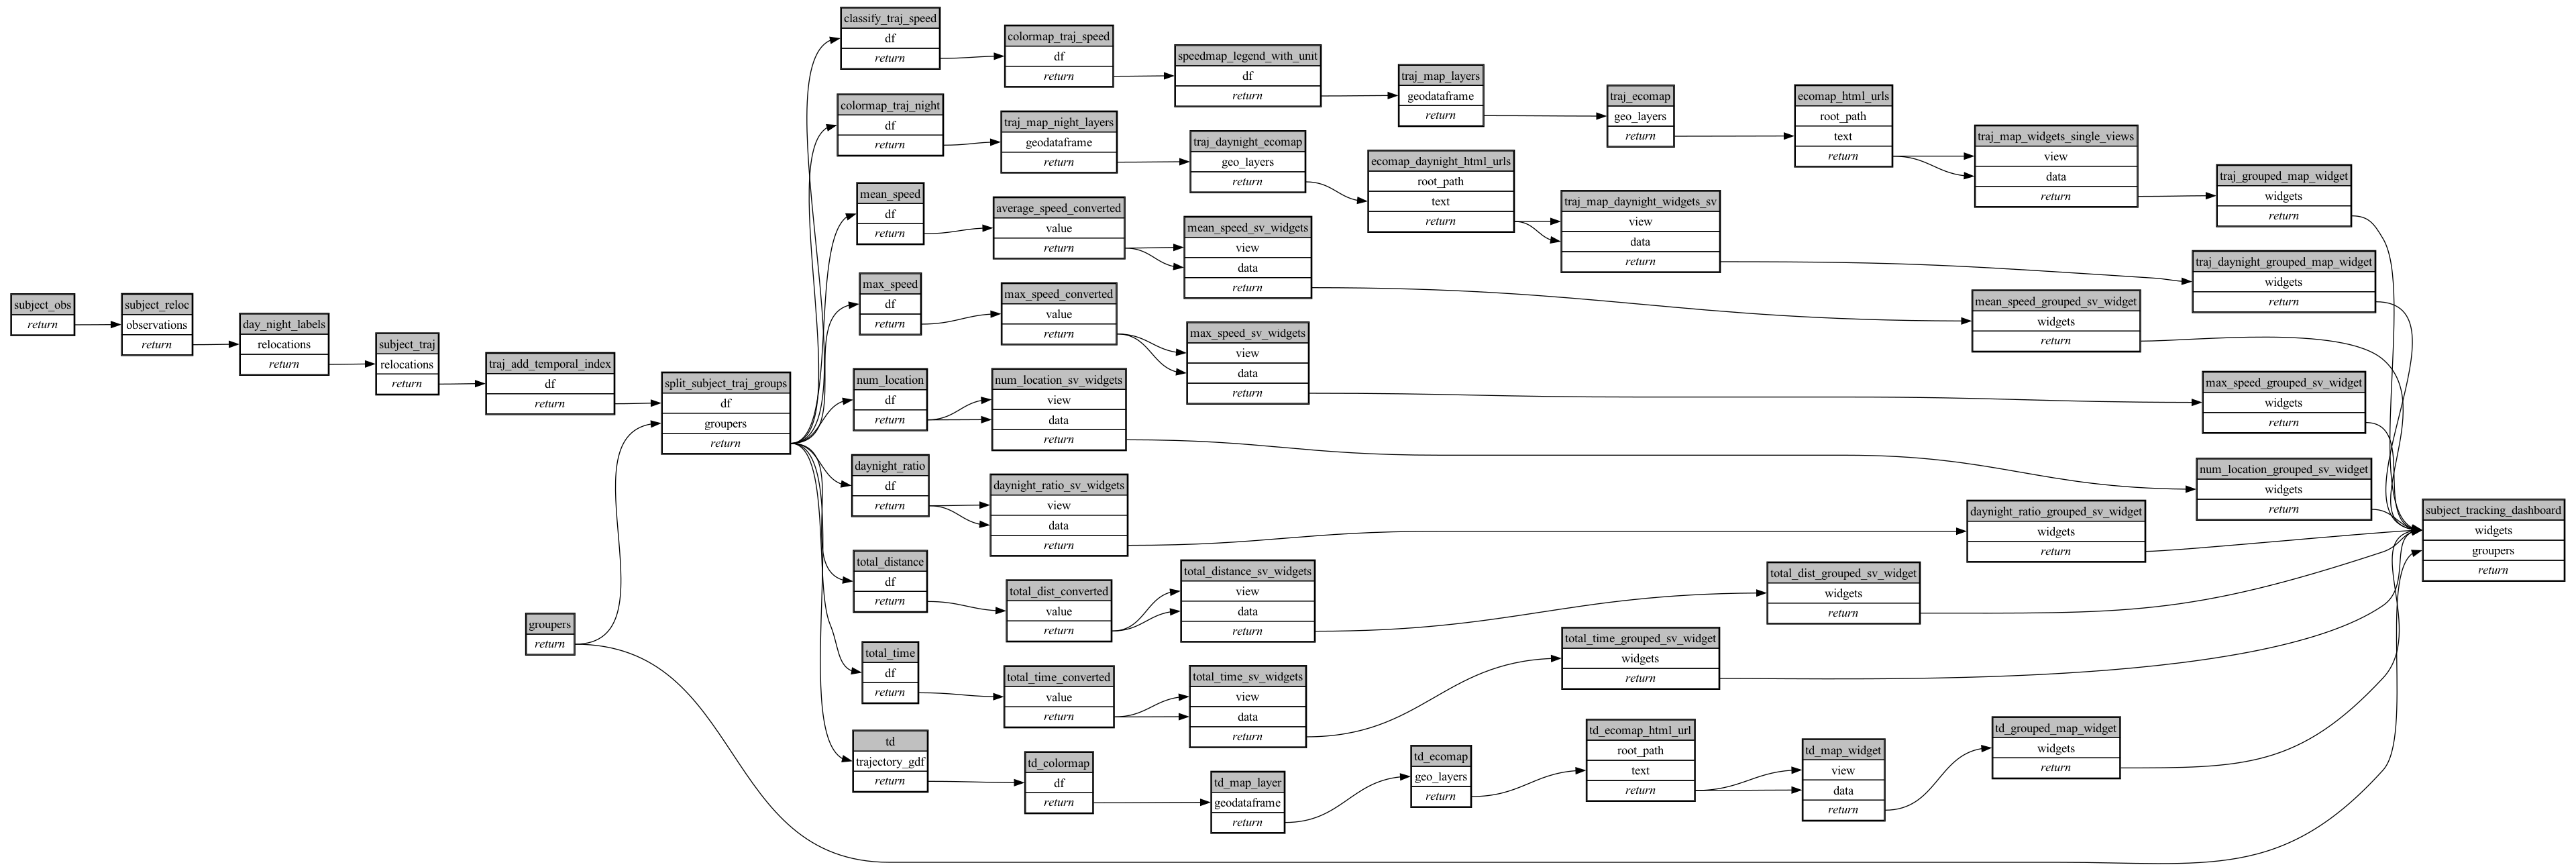 subject_obs
return
subject_reloc
observations
return
day_night_labels
relocations
return
subject_traj
relocations
return
traj_add_temporal_index
df
return
groupers
return
split_subject_traj_groups
df
groupers
return
classify_traj_speed
df
return
colormap_traj_speed
df
return
speedmap_legend_with_unit
df
return
traj_map_layers
geodataframe
return
traj_ecomap
geo_layers
return
ecomap_html_urls
root_path
text
return
traj_map_widgets_single_views
view
data
return
traj_grouped_map_widget
widgets
return
colormap_traj_night
df
return
traj_map_night_layers
geodataframe
return
traj_daynight_ecomap
geo_layers
return
ecomap_daynight_html_urls
root_path
text
return
traj_map_daynight_widgets_sv
view
data
return
traj_daynight_grouped_map_widget
widgets
return
mean_speed
df
return
average_speed_converted
value
return
mean_speed_sv_widgets
view
data
return
mean_speed_grouped_sv_widget
widgets
return
max_speed
df
return
max_speed_converted
value
return
max_speed_sv_widgets
view
data
return
max_speed_grouped_sv_widget
widgets
return
num_location
df
return
num_location_sv_widgets
view
data
return
num_location_grouped_sv_widget
widgets
return
daynight_ratio
df
return
daynight_ratio_sv_widgets
view
data
return
daynight_ratio_grouped_sv_widget
widgets
return
total_distance
df
return
total_dist_converted
value
return
total_distance_sv_widgets
view
data
return
total_dist_grouped_sv_widget
widgets
return
total_time
df
return
total_time_converted
value
return
total_time_sv_widgets
view
data
return
total_time_grouped_sv_widget
widgets
return
td
trajectory_gdf
return
td_colormap
df
return
td_map_layer
geodataframe
return
td_ecomap
geo_layers
return
td_ecomap_html_url
root_path
text
return
td_map_widget
view
data
return
td_grouped_map_widget
widgets
return
subject_tracking_dashboard
widgets
groupers
return